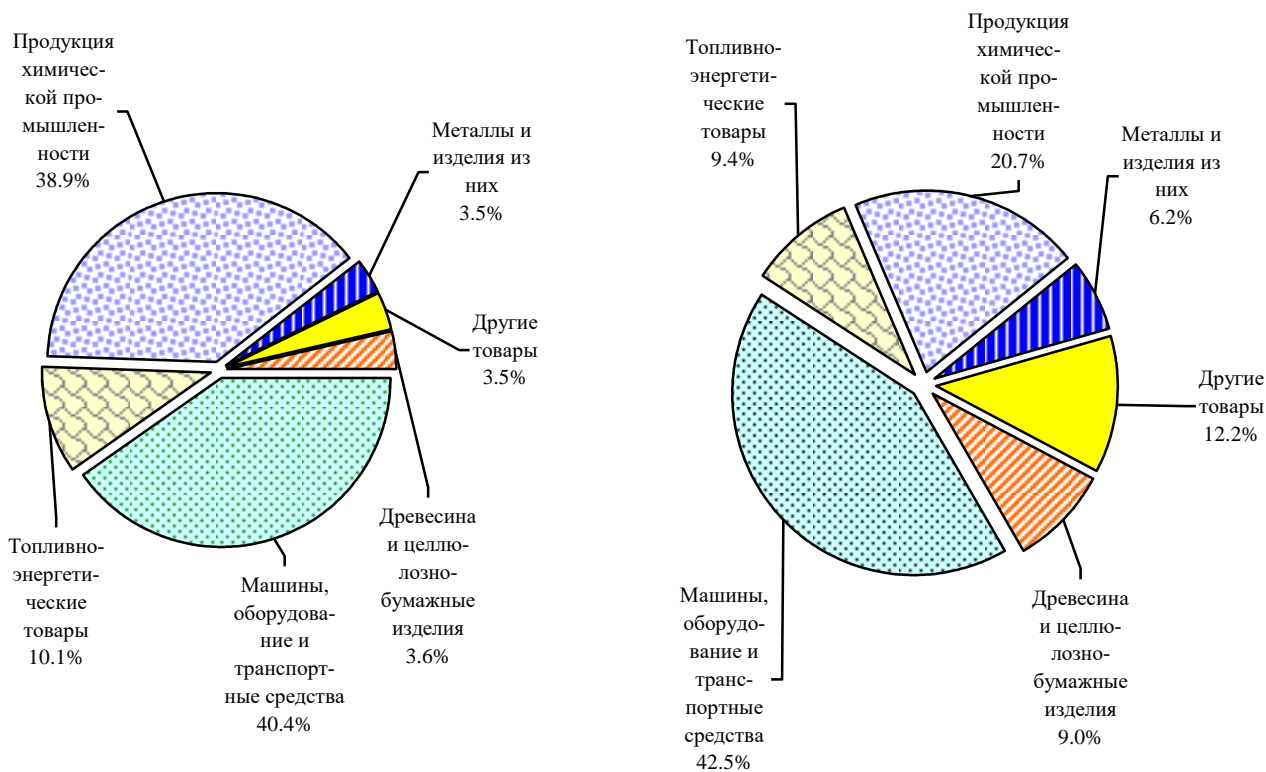 Продукция
химичес-
кой про-
мышлен-
ности
38.9%
Металлы и
изделия из
них
3.5%
Другие
товары
3.5%
Древесина
и целлю-
лозно-
бумажные
изделия
3.6%
Машины,
оборудова-
ние и
транспорт-
ные средства
40.4%
Топливно-
энергети-
ческие
товары
10.1%
Топливно-
энергети-
ческие
товары
9.4%
Продукция
химичес-
кой про-
мышлен-
ности
20.7%
Металлы и
изделия из
них
6.2%
Другие
товары
12.2%
Древесина
и целлю-
лозно-
бумажные
изделия
9.0%
Машины,
оборудо-
вание и
транс-
портные
средства
42.5%